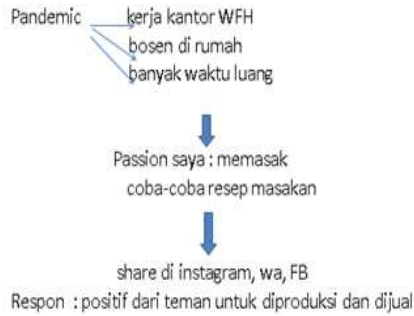 Pandemic kerja kantor WFH
bosen di rumah
banyak waktu luang
Passion saya : memasak
coba-coba resep masakan
share di instagram, wa, FB
Respon : positif dari teman untuk diproduksi dan dijual